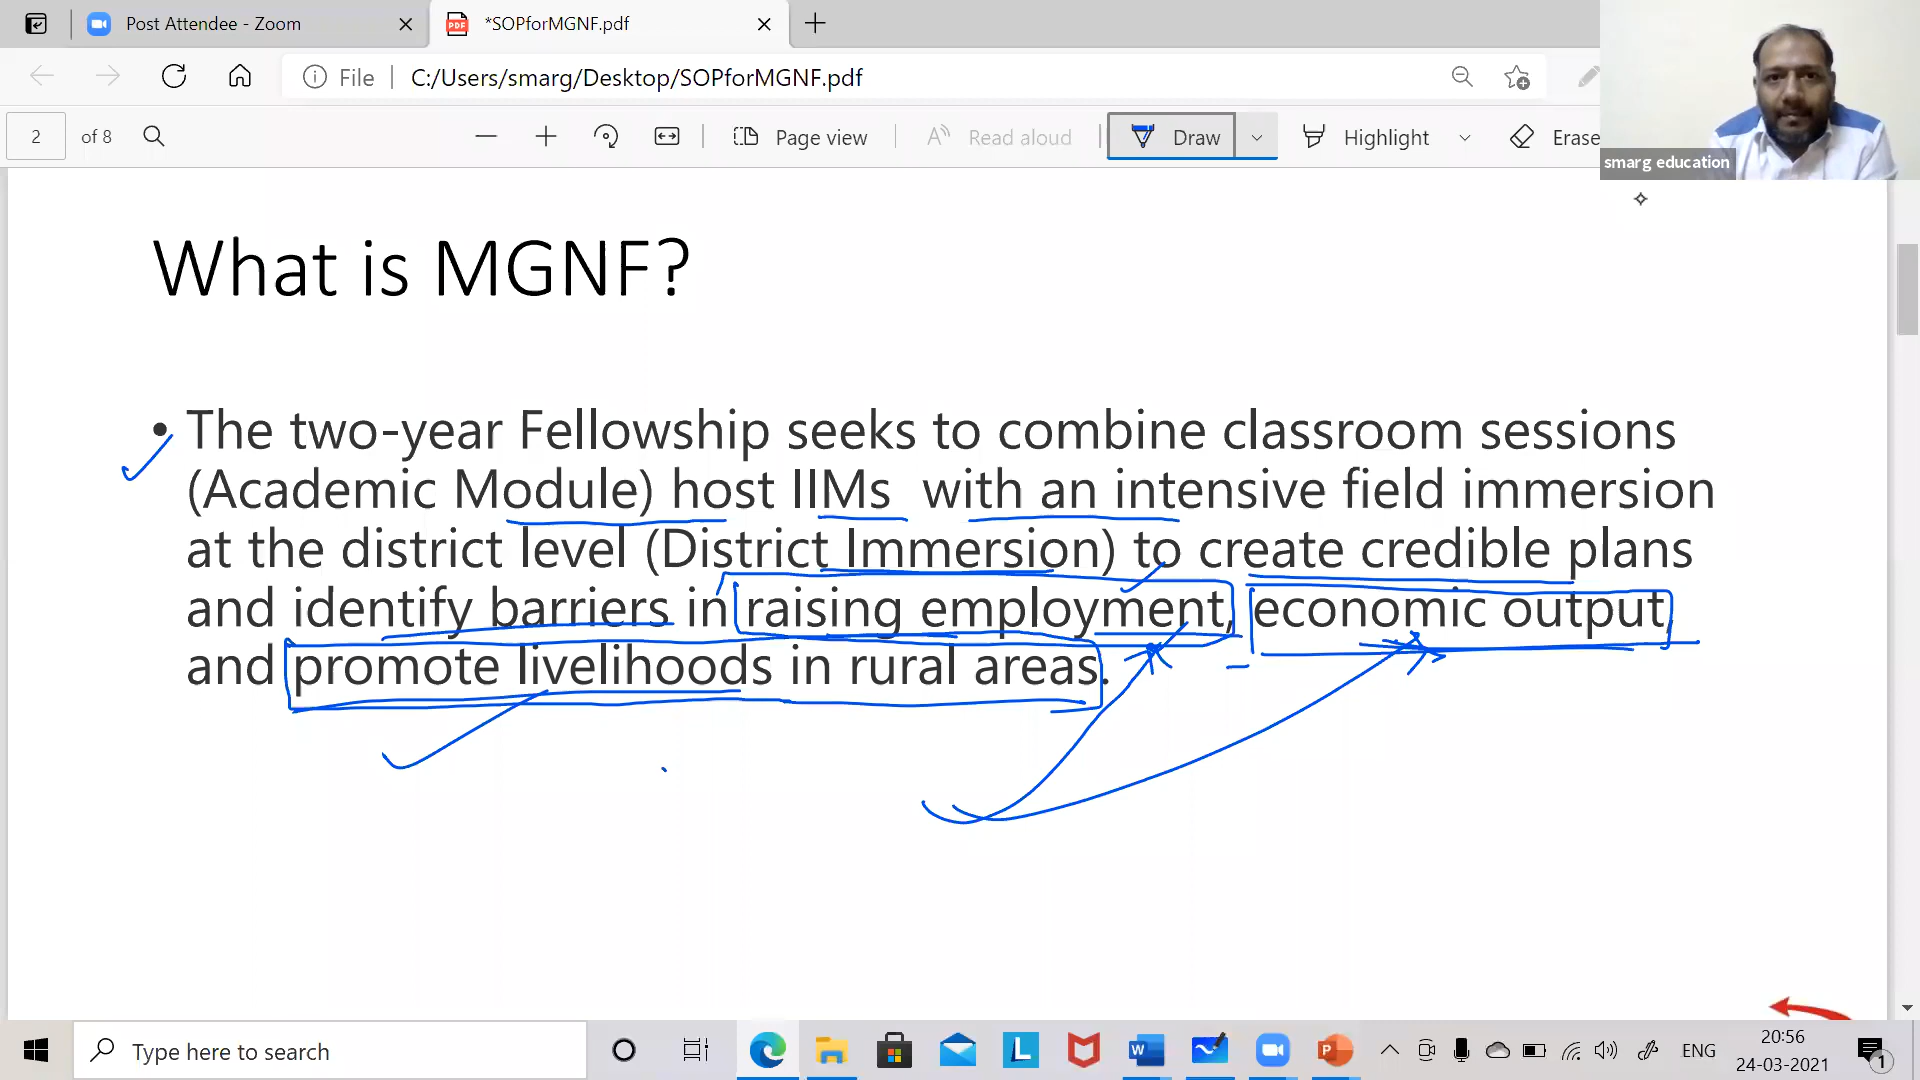 Post Attendee - Zoom
*SOPforMGNF.pdf
File
C:/Users/smarg/Desktop/SOPforMGNF.pdf
2 of 8
Page view
Read aloud
Draw
Highlight
Erase
smarg education
What is MGNF?
• The two-year Fellowship seeks to combine classroom sessions
(Academic Module) host IIMs with an intensive field immersion
at the district level (District Immersion) to create credible plans
and identify barriers in raising employment, economic output,
and promote livelihoods in rural areas.
Type here to search
ENG
20:56
24-03-2021
1